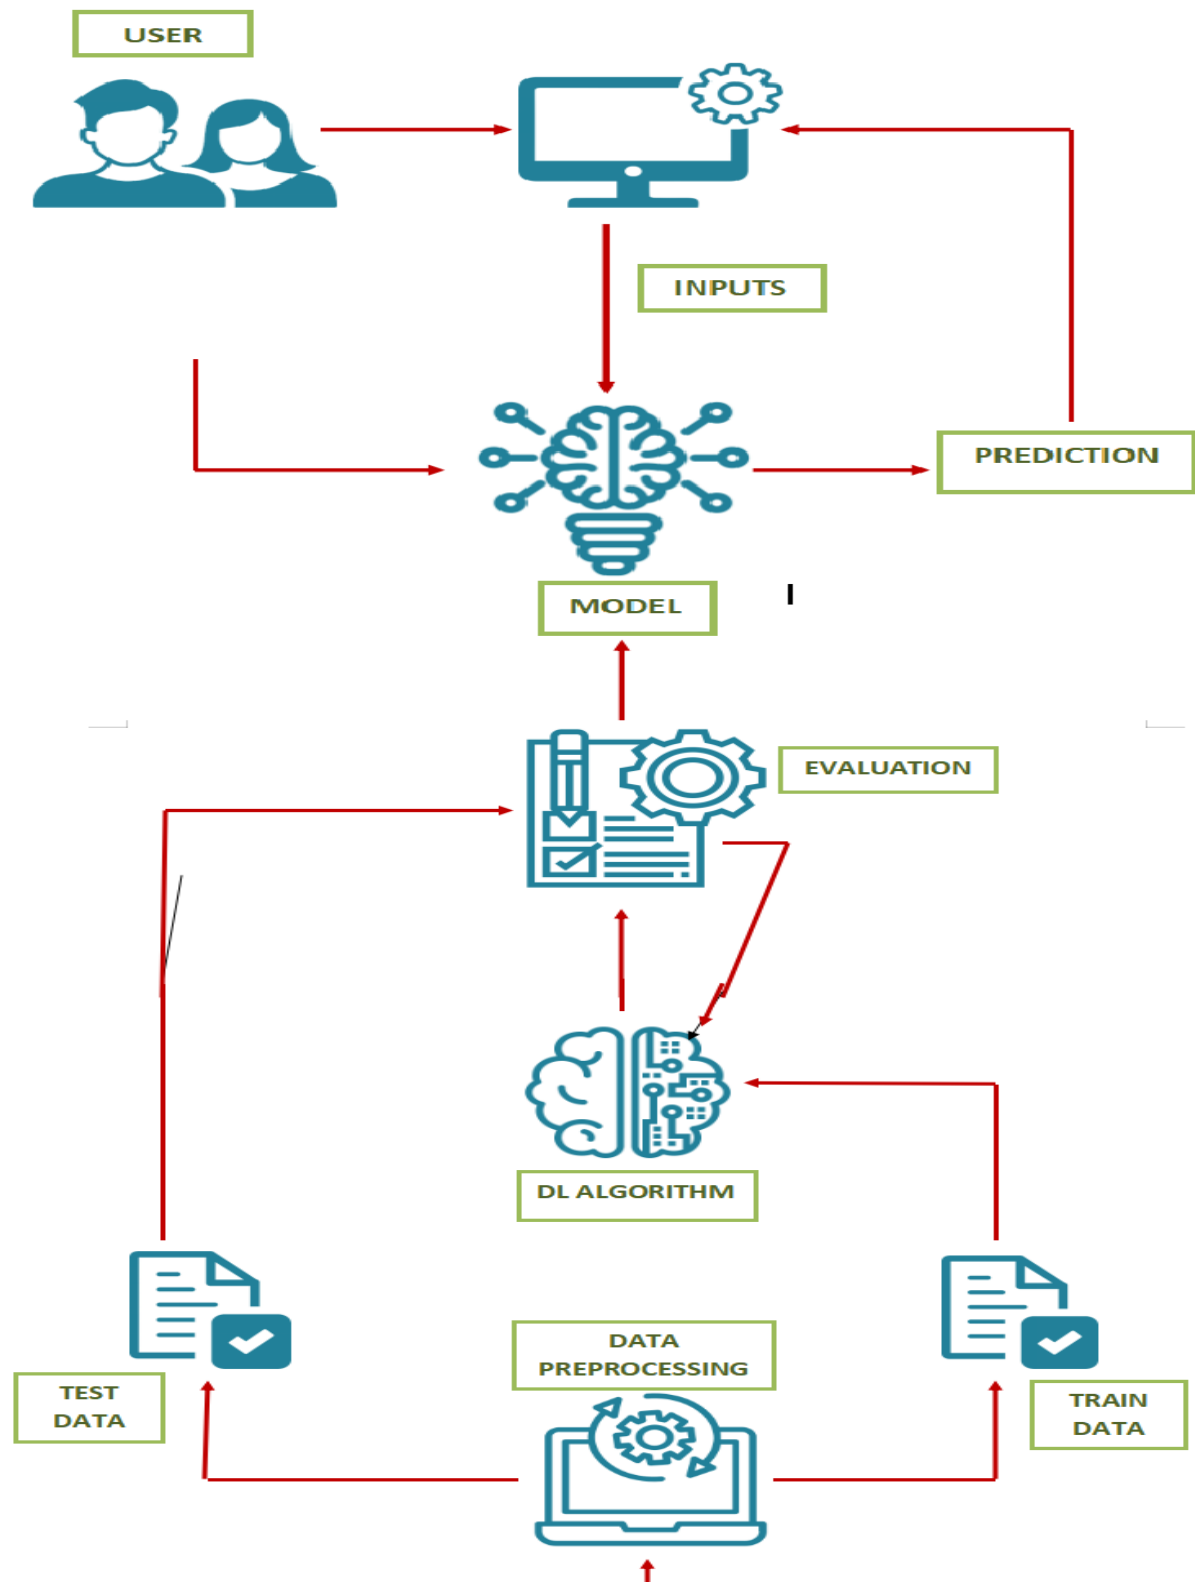 USER
INPUTS
PREDICTION
MODEL
EVALUATION
DL ALGORITHM
DATA
PREPROCESSING
TEST
DATA
TRAIN
DATA